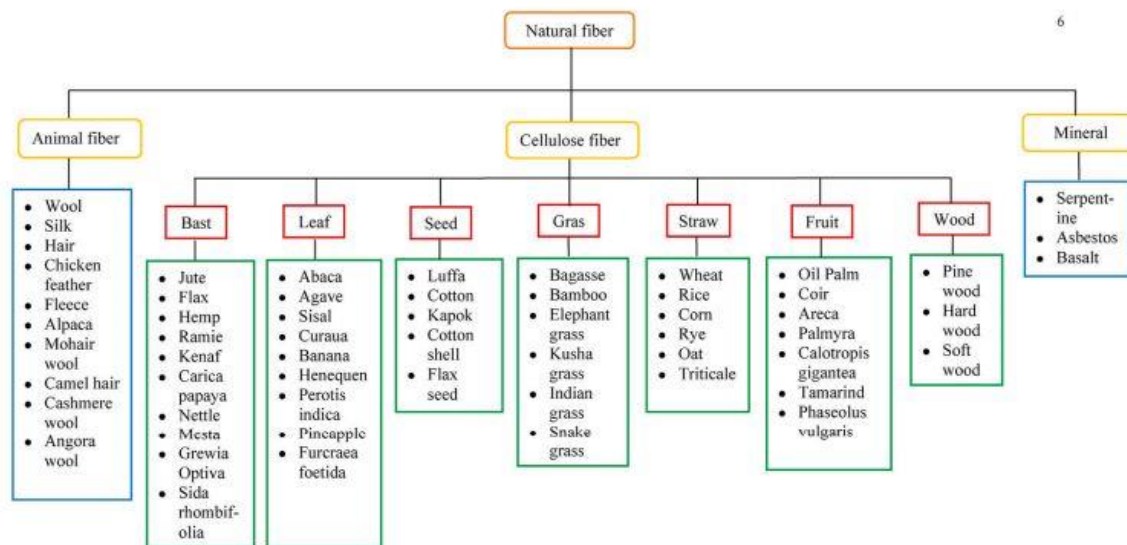 6
Natural fiber
Animal fiber
Cellulose fiber
Mineral
• Wool
• Silk
• Hair
• Chicken
feather
• Fleece
• Alpaca
• Mohair
wool
• Camel hair
• Cashmere
wool
• Angora
wool
Bast
• Jute
• Flax
• Hemp
• Ramie
• Kenaf
• Carica
papaya
• Nettle
• Mesta
• Grewia
Optiva
• Sida
rhombif-
olia
Leaf
• Abaca
• Agave
• Sisal
• Curaua
• Banana
• Henequen
• Perotis
indica
• Pineapple
• Furcraea
foetida
Seed
• Luffa
• Cotton
• Kapok
• Cotton
shell
• Flax
seed
Gras
• Bagasse
• Bamboo
• Elephant
grass
• Kusha
grass
• Indian
grass
• Snake
grass
Straw
• Wheat
• Rice
• Corn
• Rye
• Oat
• Triticale
Fruit
• Oil Palm
• Coir
• Areca
• Palmyra
• Calotropis
gigantea
• Tamarind
• Phaseolus
vulgaris
Wood
• Pine
wood
• Hard
wood
• Soft
wood
• Serpent-
ine
• Asbestos
• Basalt